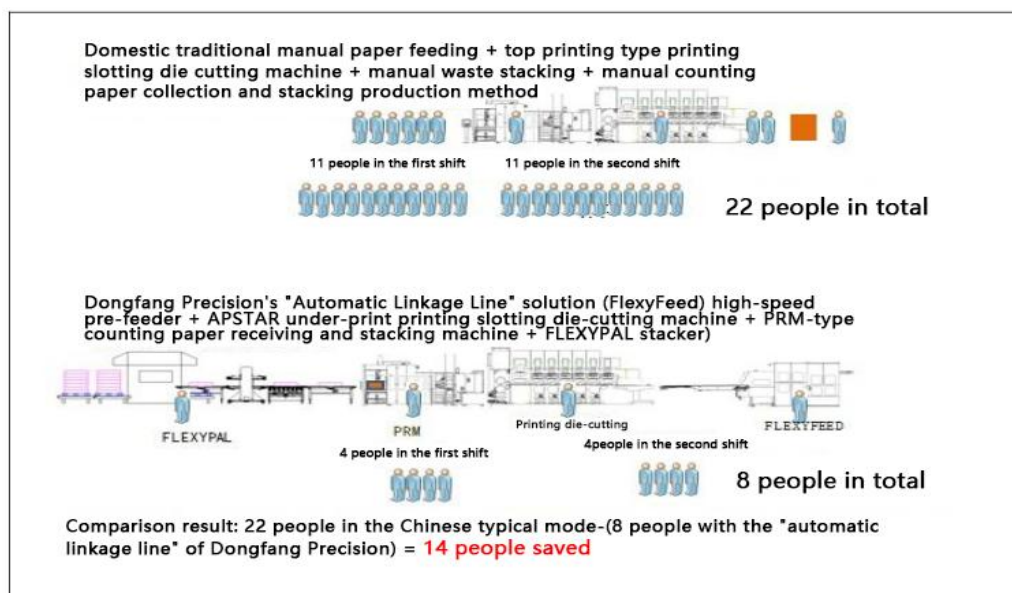 Domestic traditional manual paper feeding + top printing type printing
slotting die cutting machine + manual waste stacking + manual counting
paper collection and stacking production method
11 people in the first shift
11 people in the second shift
22 people in total
Dongfang Precision's "Automatic Linkage Line" solution (FlexyFeed) high-speed
pre-feeder + APSTAR under-print printing slotting die-cutting machine + PRM-type
counting paper receiving and stacking machine + FLEXYPAL stacker)
FLEXYPAL
PRM
Printing die-cutting
FLEXYFEED
4 people in the first shift
4people in the second shift
8 people in total
Comparison result: 22 people in the Chinese typical mode-(8 people with the "automatic
linkage line" of Dongfang Precision) = 14 people saved